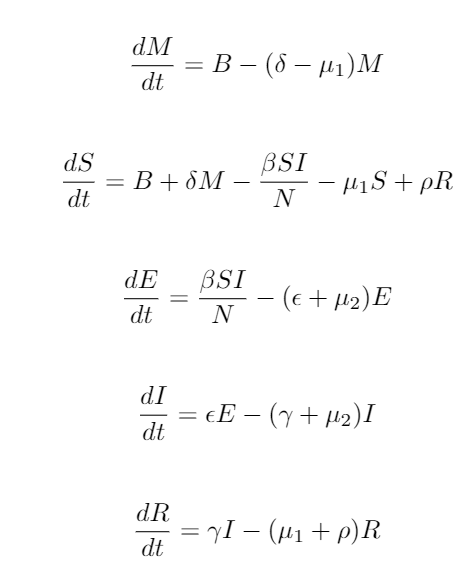 dM/dt = B − (δ − μ₁)M
dS/dt = B + δM − βSI/N − μ₁S + ρR
dE/dt = βSI/N − (ϵ + μ₂)E
dI/dt = ϵE − (γ + μ₂)I
dR/dt = γI − (μ₁ + ρ)R